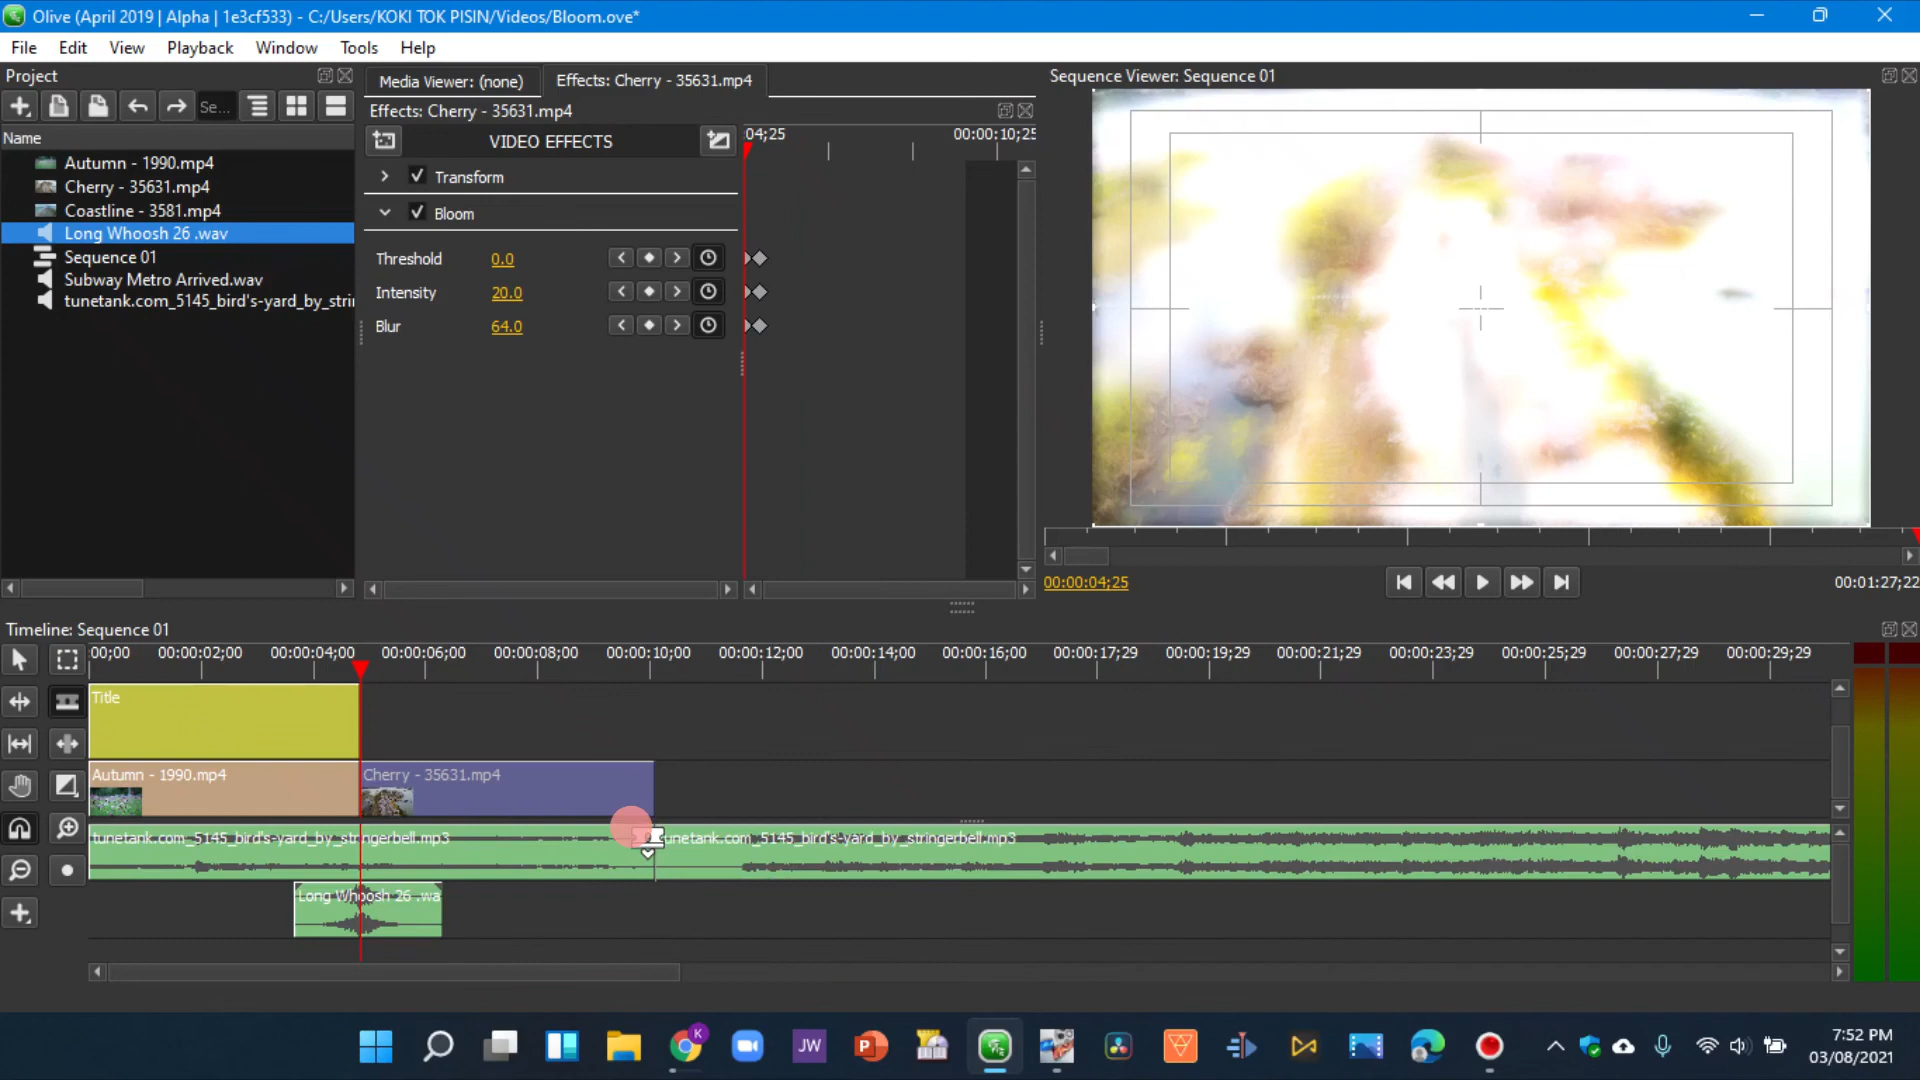 Olive (April 2019 | Alpha | 1e3cf533) - C:/Users/KOKI TOK PISIN/Videos/Bloom.ove*
File Edit View Playback Window Tools Help
Project
Media Viewer: (none)
Effects: Cherry - 35631.mp4
Sequence Viewer: Sequence 01
Se...
Effects: Cherry - 35631.mp4
Name
VIDEO EFFECTS
:04;25
00:00:10;25
Autumn - 1990.mp4
Cherry - 35631.mp4
Coastline - 3581.mp4
Long Whoosh 26 .wav
Sequence 01
Subway Metro Arrived.wav
tunetank.com_5145_bird's-yard_by_stri
Transform
Bloom
Threshold 0.0
Intensity 20.0
Blur 64.0
00:00:04;25
00:01:27;22
Timeline: Sequence 01
00;00 00:00:02;00 00:00:04;00 00:00:06;00 00:00:08;00 00:00:10;00 00:00:12;00 00:00:14;00 00:00:16;00 00:00:17;29 00:00:19;29 00:00:21;29 00:00:23;29 00:00:25;29 00:00:27;29 00:00:29;29
Title
Autumn - 1990.mp4
Cherry - 35631.mp4
tunetank.com_5145_bird's-yard_by_stringerbell.mp3
unetank.com_5145_bird's-yard_by_stringerbell.mp3
Long Whoosh 26 .wa
K
JW
P
7:52 PM
03/08/2021